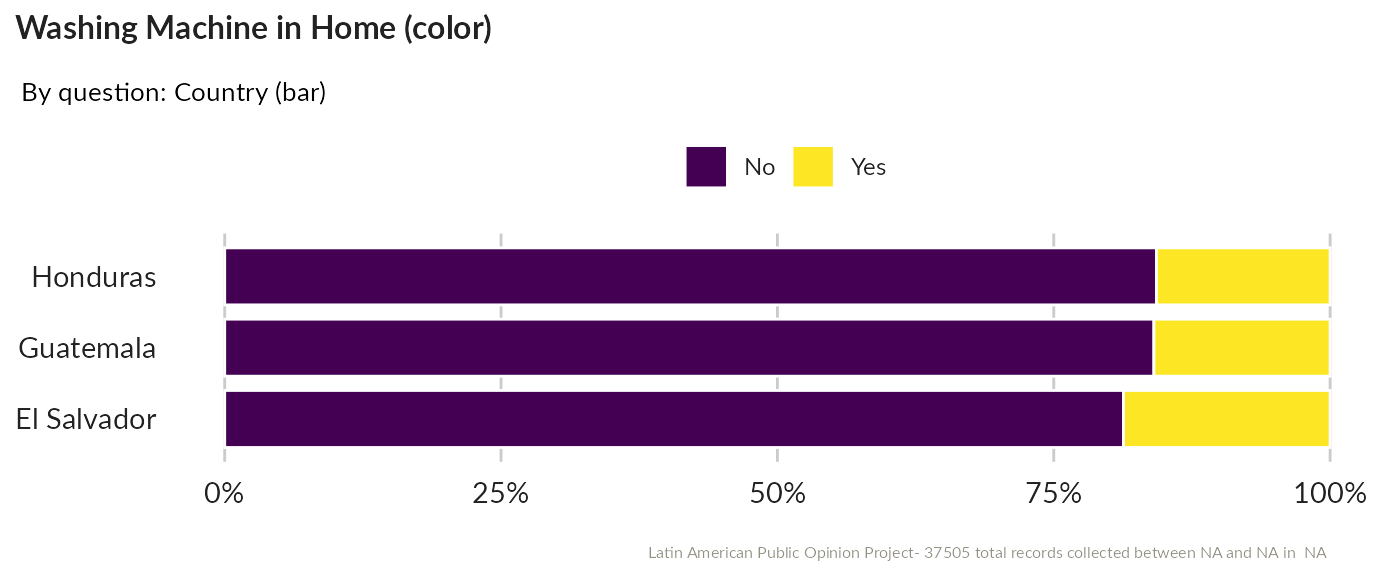 Washing Machine in Home (color)
By question: Country (bar)
No Yes
Honduras
Guatemala
El Salvador
0% 25% 50% 75% 100%
Latin American Public Opinion Project- 37505 total records collected between NA and NA in  NA